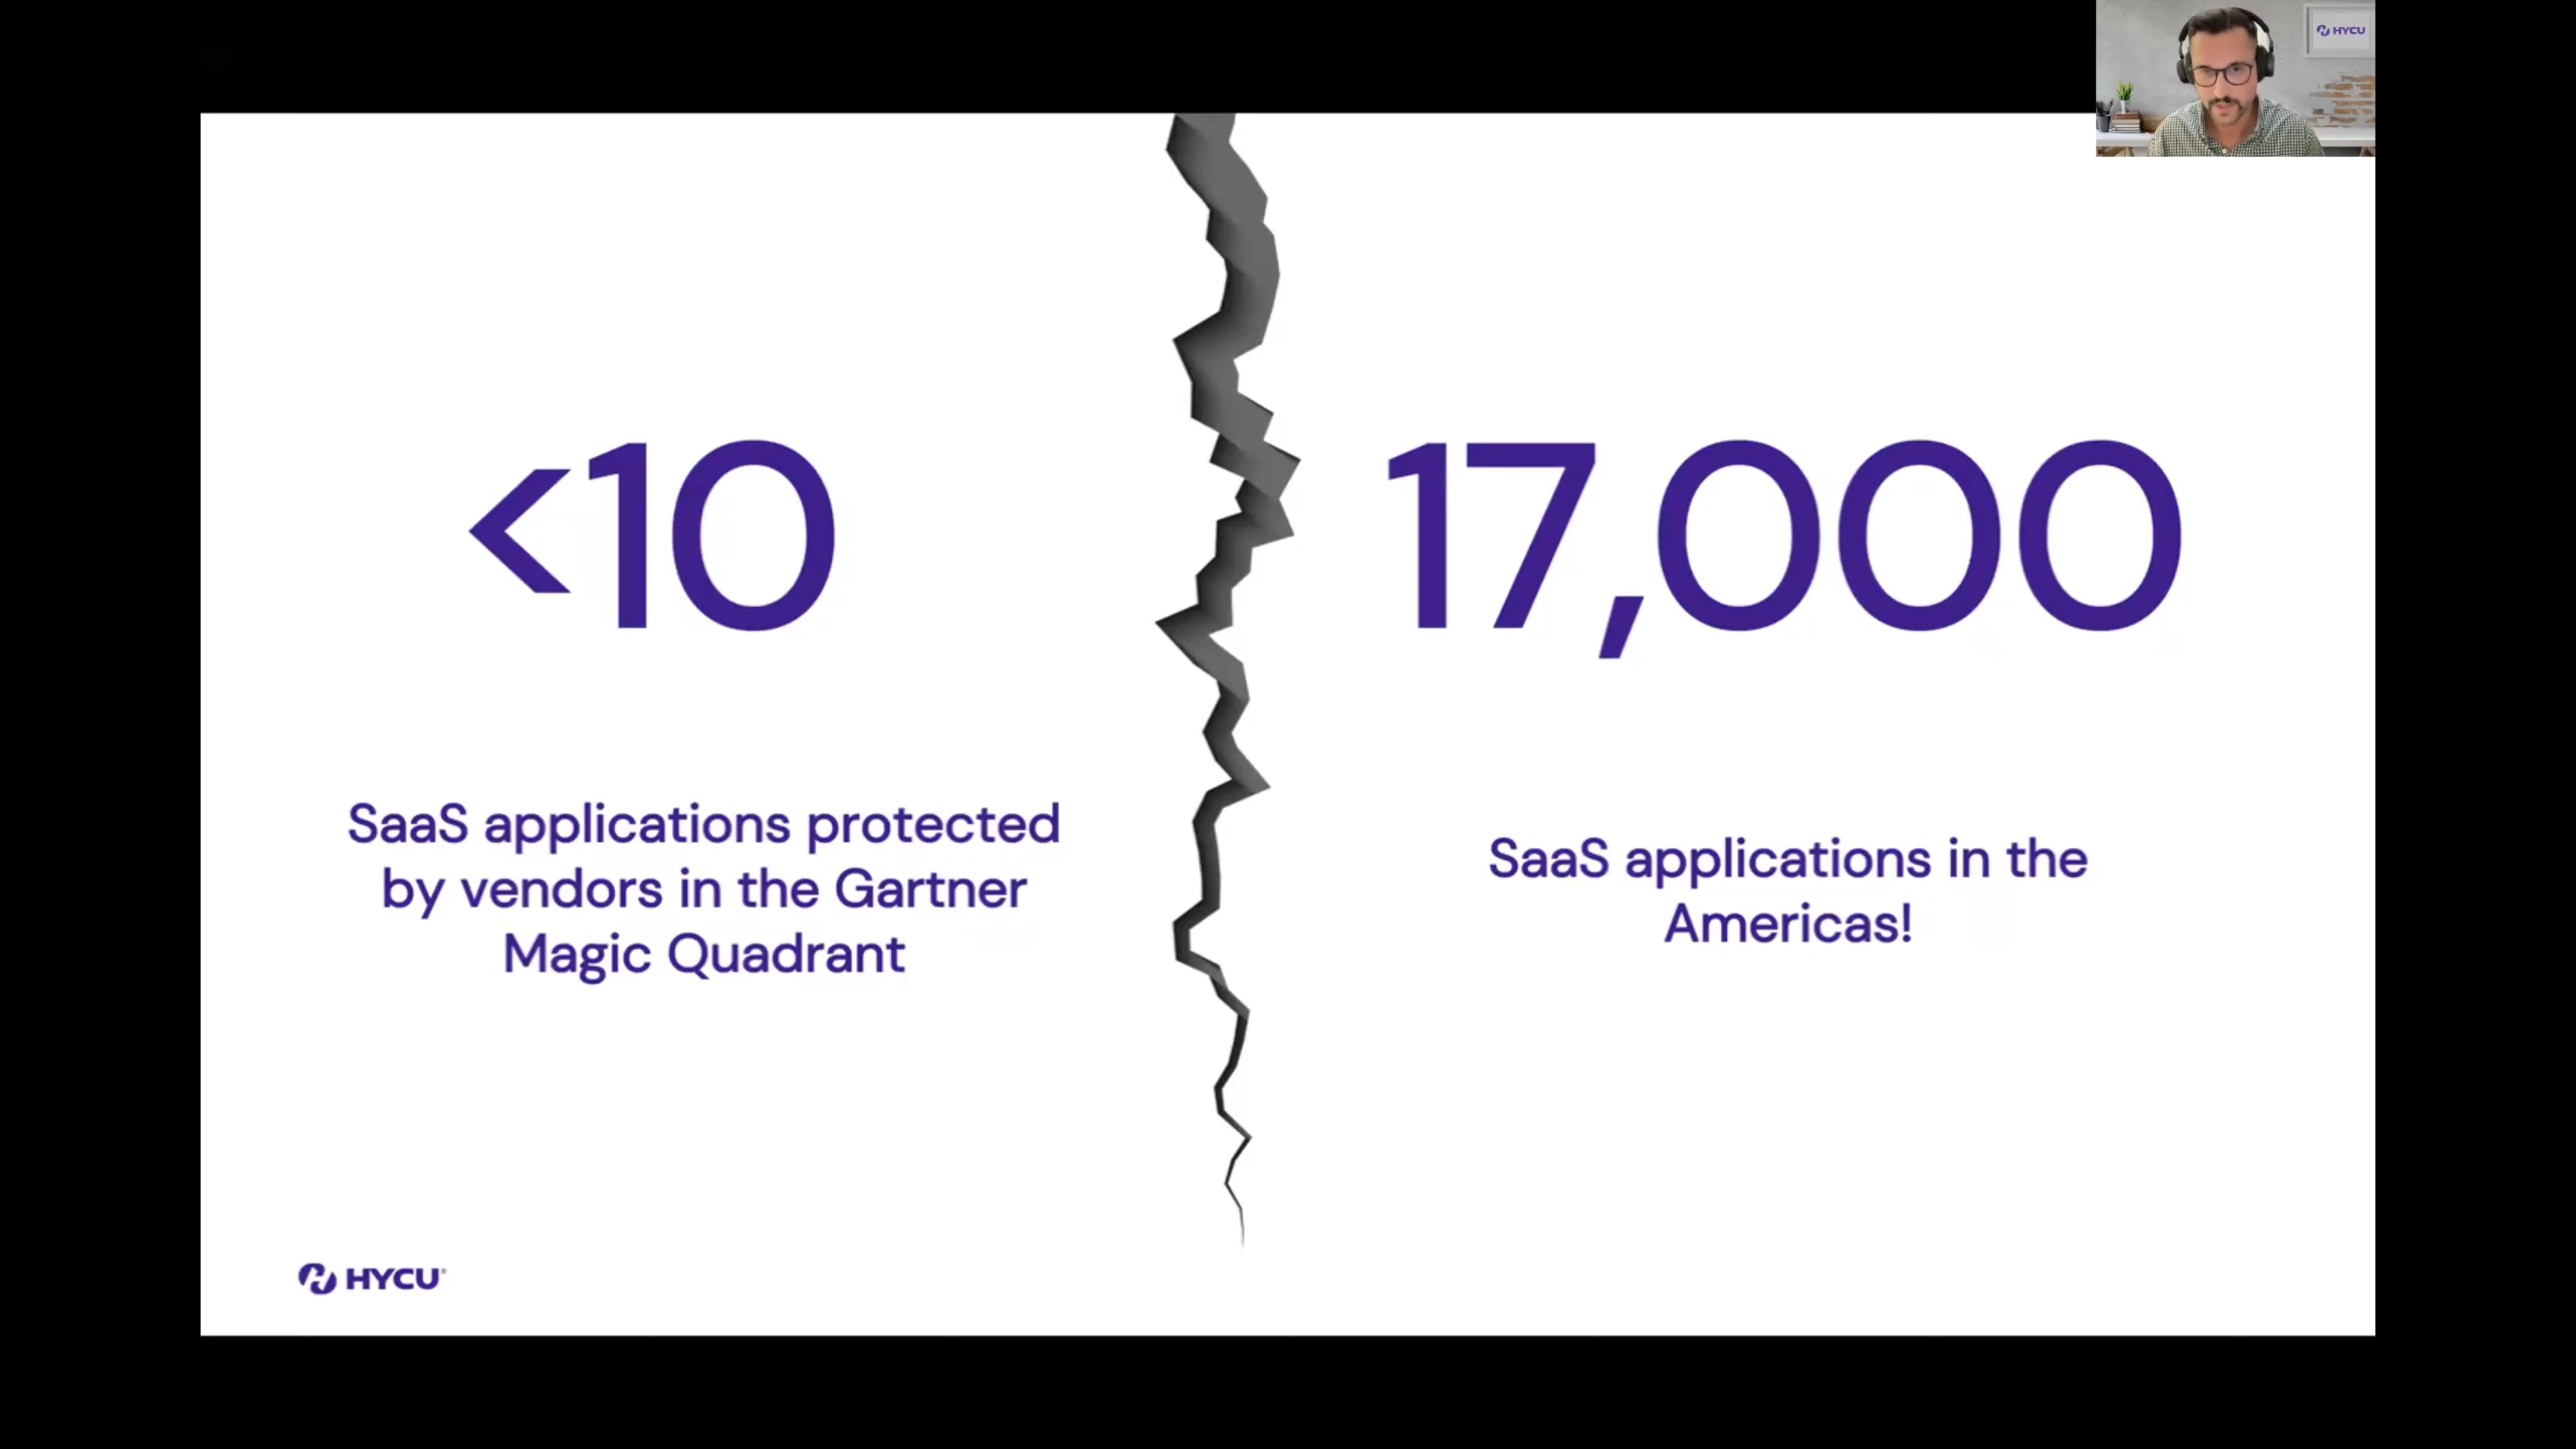 HYCU
<10
17,000
SaaS applications protected
by vendors in the Gartner
Magic Quadrant
SaaS applications in the
Americas!
HYCU